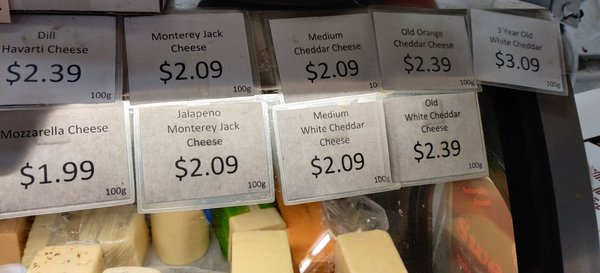 Dill
Havarti Cheese
$2.39
100g
Monterey Jack
Cheese
$2.09
100g
Medium
Cheddar Cheese
$2.09
100g
Old Orange
Cheddar Cheese
$2.39
100g
3 Year Old
White Cheddar
$3.09
100g
Mozzarella Cheese
$1.99
100g
Jalapeno
Monterey Jack
Cheese
$2.09
100g
Medium
White Cheddar
Cheese
$2.09
100g
Old
White Cheddar
Cheese
$2.39
100g